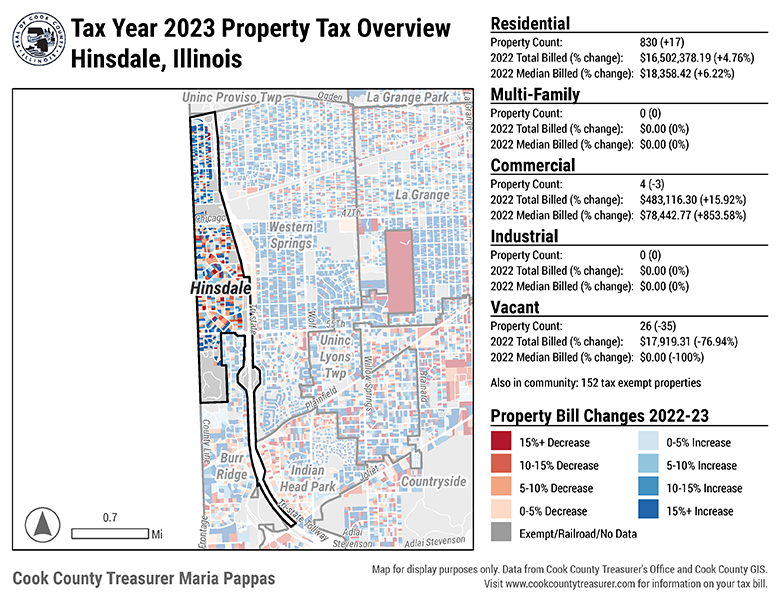 SEAL OF COOK COUNTY
ILLINOIS
Tax Year 2023 Property Tax Overview
Hinsdale, Illinois
Uninc Proviso Twp
Ogden
La Grange Park
La Grange
La Grange
47Th
Chicago
Western
Springs
Hinsdale
Tri-state
Wolf
55Th
Uninc
Lyons
Twp
Willow Springs
Brainard
Plainfield
County Line
Burr
Ridge
Indian
Head Park
Joliet
Countryside
Tri-state Tollway
Frontage
Adlai
Stevenson
Adlai Stevenson
0.7
Mi
Residential
Property Count: 830 (+17)
2022 Total Billed (% change): $16,502,378.19 (+4.76%)
2022 Median Billed (% change): $18,358.42 (+6.22%)
Multi-Family
Property Count: 0 (0)
2022 Total Billed (% change): $0.00 (0%)
2022 Median Billed (% change): $0.00 (0%)
Commercial
Property Count: 4 (-3)
2022 Total Billed (% change): $483,116.30 (+15.92%)
2022 Median Billed (% change): $78,442.77 (+853.58%)
Industrial
Property Count: 0 (0)
2022 Total Billed (% change): $0.00 (0%)
2022 Median Billed (% change): $0.00 (0%)
Vacant
Property Count: 26 (-35)
2022 Total Billed (% change): $17,919.31 (-76.94%)
2022 Median Billed (% change): $0.00 (-100%)
Also in community: 152 tax exempt properties
Property Bill Changes 2022-23
15%+ Decrease
0-5% Increase
10-15% Decrease
5-10% Increase
5-10% Decrease
10-15% Increase
0-5% Decrease
15%+ Increase
Exempt/Railroad/No Data
Cook County Treasurer Maria Pappas
Map for display purposes only. Data from Cook County Treasurer's Office and Cook County GIS.
Visit www.cookcountytreasurer.com for information on your tax bill.